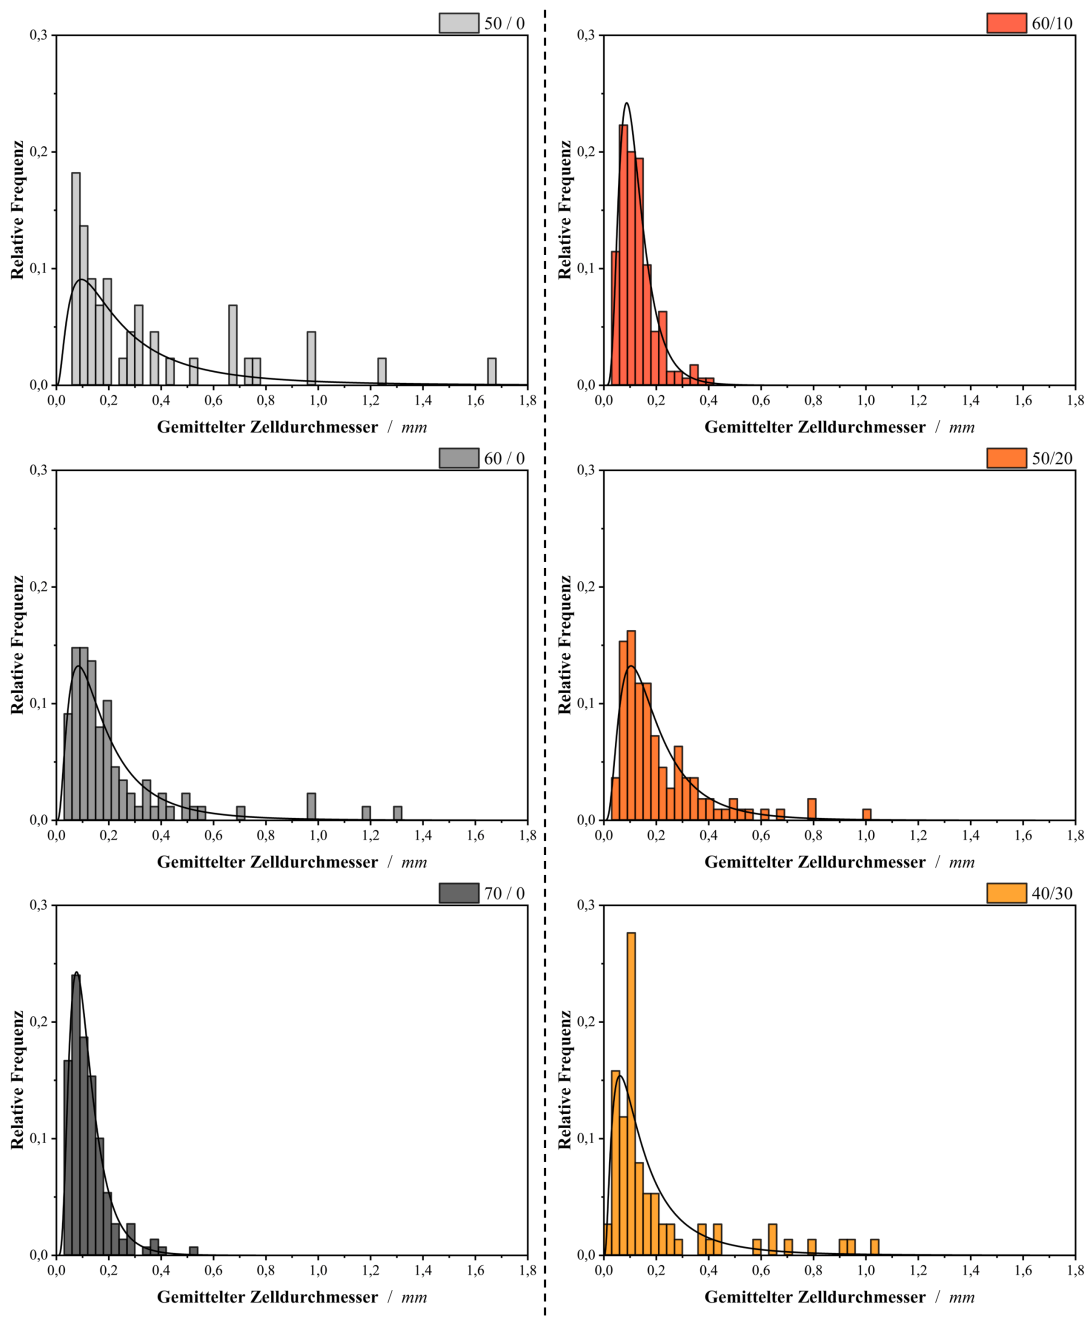 50 / 0
0,3
0,2
0,1
0,0
Relative Frequenz
0,0 0,2 0,4 0,6 0,8 1,0 1,2 1,4 1,6 1,8
Gemittelter Zelldurchmesser / mm
60/10
0,3
0,2
0,1
0,0
Relative Frequenz
0,0 0,2 0,4 0,6 0,8 1,0 1,2 1,4 1,6 1,8
Gemittelter Zelldurchmesser / mm
60 / 0
0,3
0,2
0,1
0,0
Relative Frequenz
0,0 0,2 0,4 0,6 0,8 1,0 1,2 1,4 1,6 1,8
Gemittelter Zelldurchmesser / mm
50/20
0,3
0,2
0,1
0,0
Relative Frequenz
0,0 0,2 0,4 0,6 0,8 1,0 1,2 1,4 1,6 1,8
Gemittelter Zelldurchmesser / mm
70 / 0
0,3
0,2
0,1
0,0
Relative Frequenz
0,0 0,2 0,4 0,6 0,8 1,0 1,2 1,4 1,6 1,8
Gemittelter Zelldurchmesser / mm
40/30
0,3
0,2
0,1
0,0
Relative Frequenz
0,0 0,2 0,4 0,6 0,8 1,0 1,2 1,4 1,6 1,8
Gemittelter Zelldurchmesser / mm